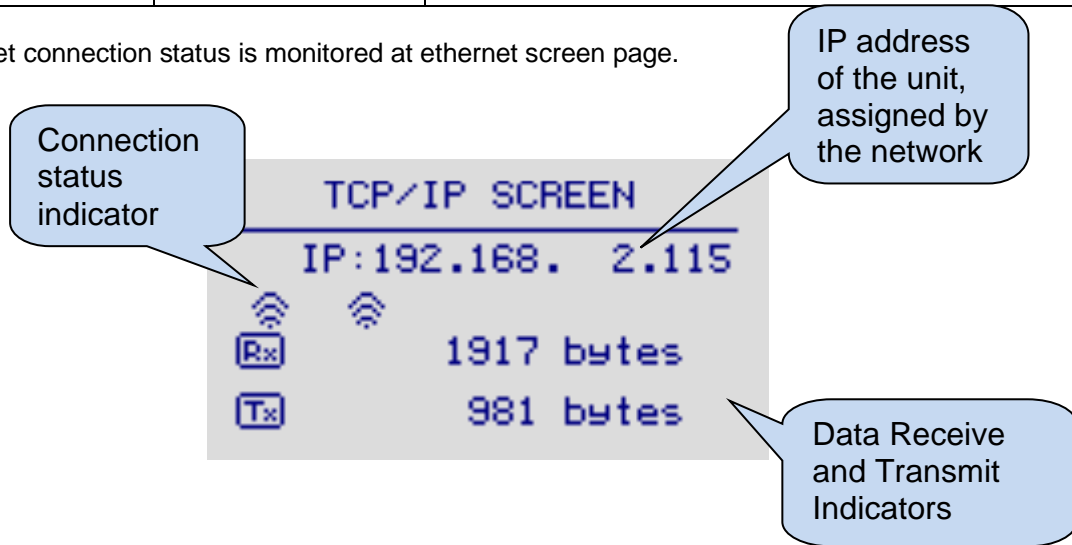 et connection status is monitored at ethernet screen page.
IP address
of the unit,
assigned by
the network
Connection
status
indicator
TCP/IP SCREEN
IP:192.168.  2.115
Rx 1917 bytes
Tx 981 bytes
Data Receive
and Transmit
Indicators